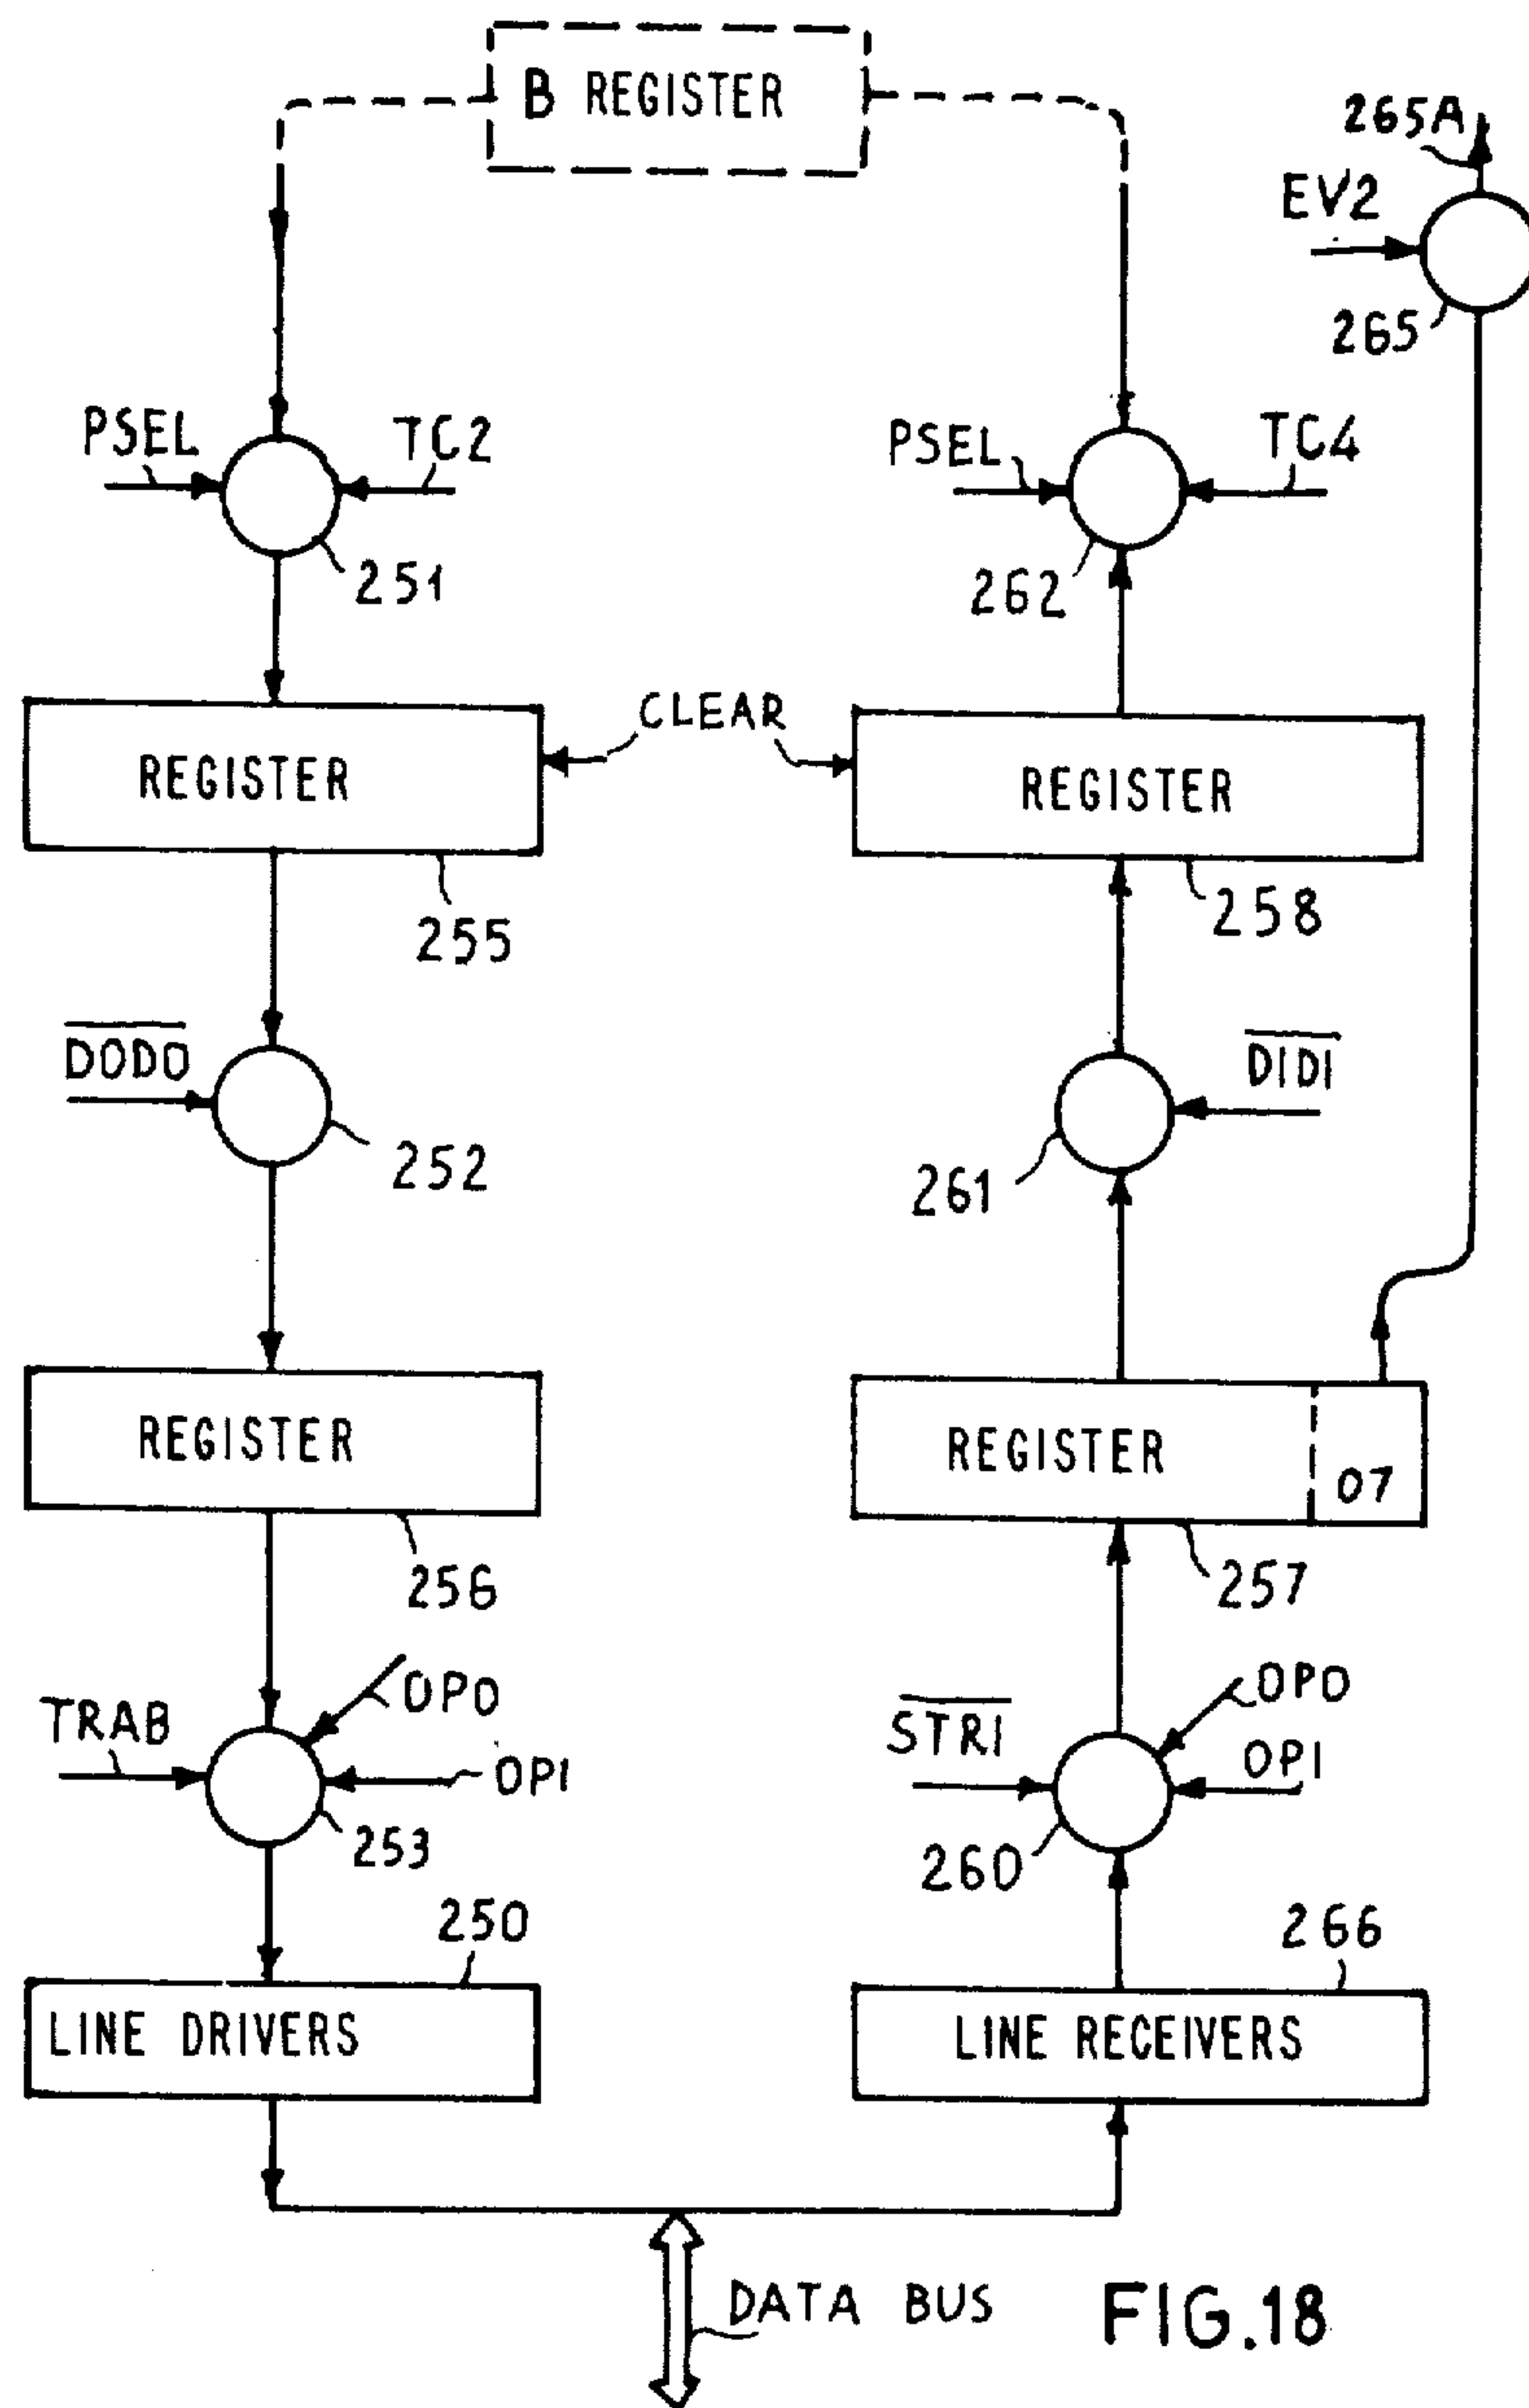 B REGISTER
265A
EV2
265
PSEL
TC2
PSEL
TC4
251
262
CLEAR
REGISTER
REGISTER
255
258
DODO
DIDI
252
261
REGISTER
REGISTER
07
256
257
OPO
OPO
TRAB
STRI
OPI
OPI
253
260
250
266
LINE DRIVERS
LINE RECEIVERS
DATA BUS
FIG.18